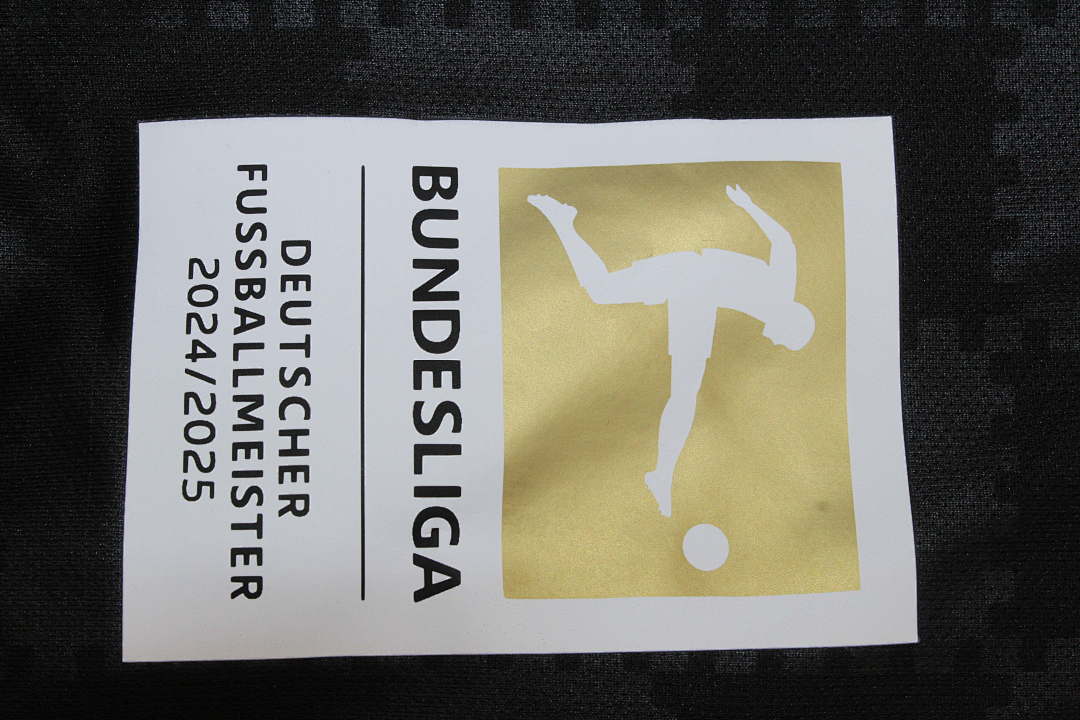 BUNDESLIGA
DEUTSCHER
FUSSBALLMEISTER
2024/2025